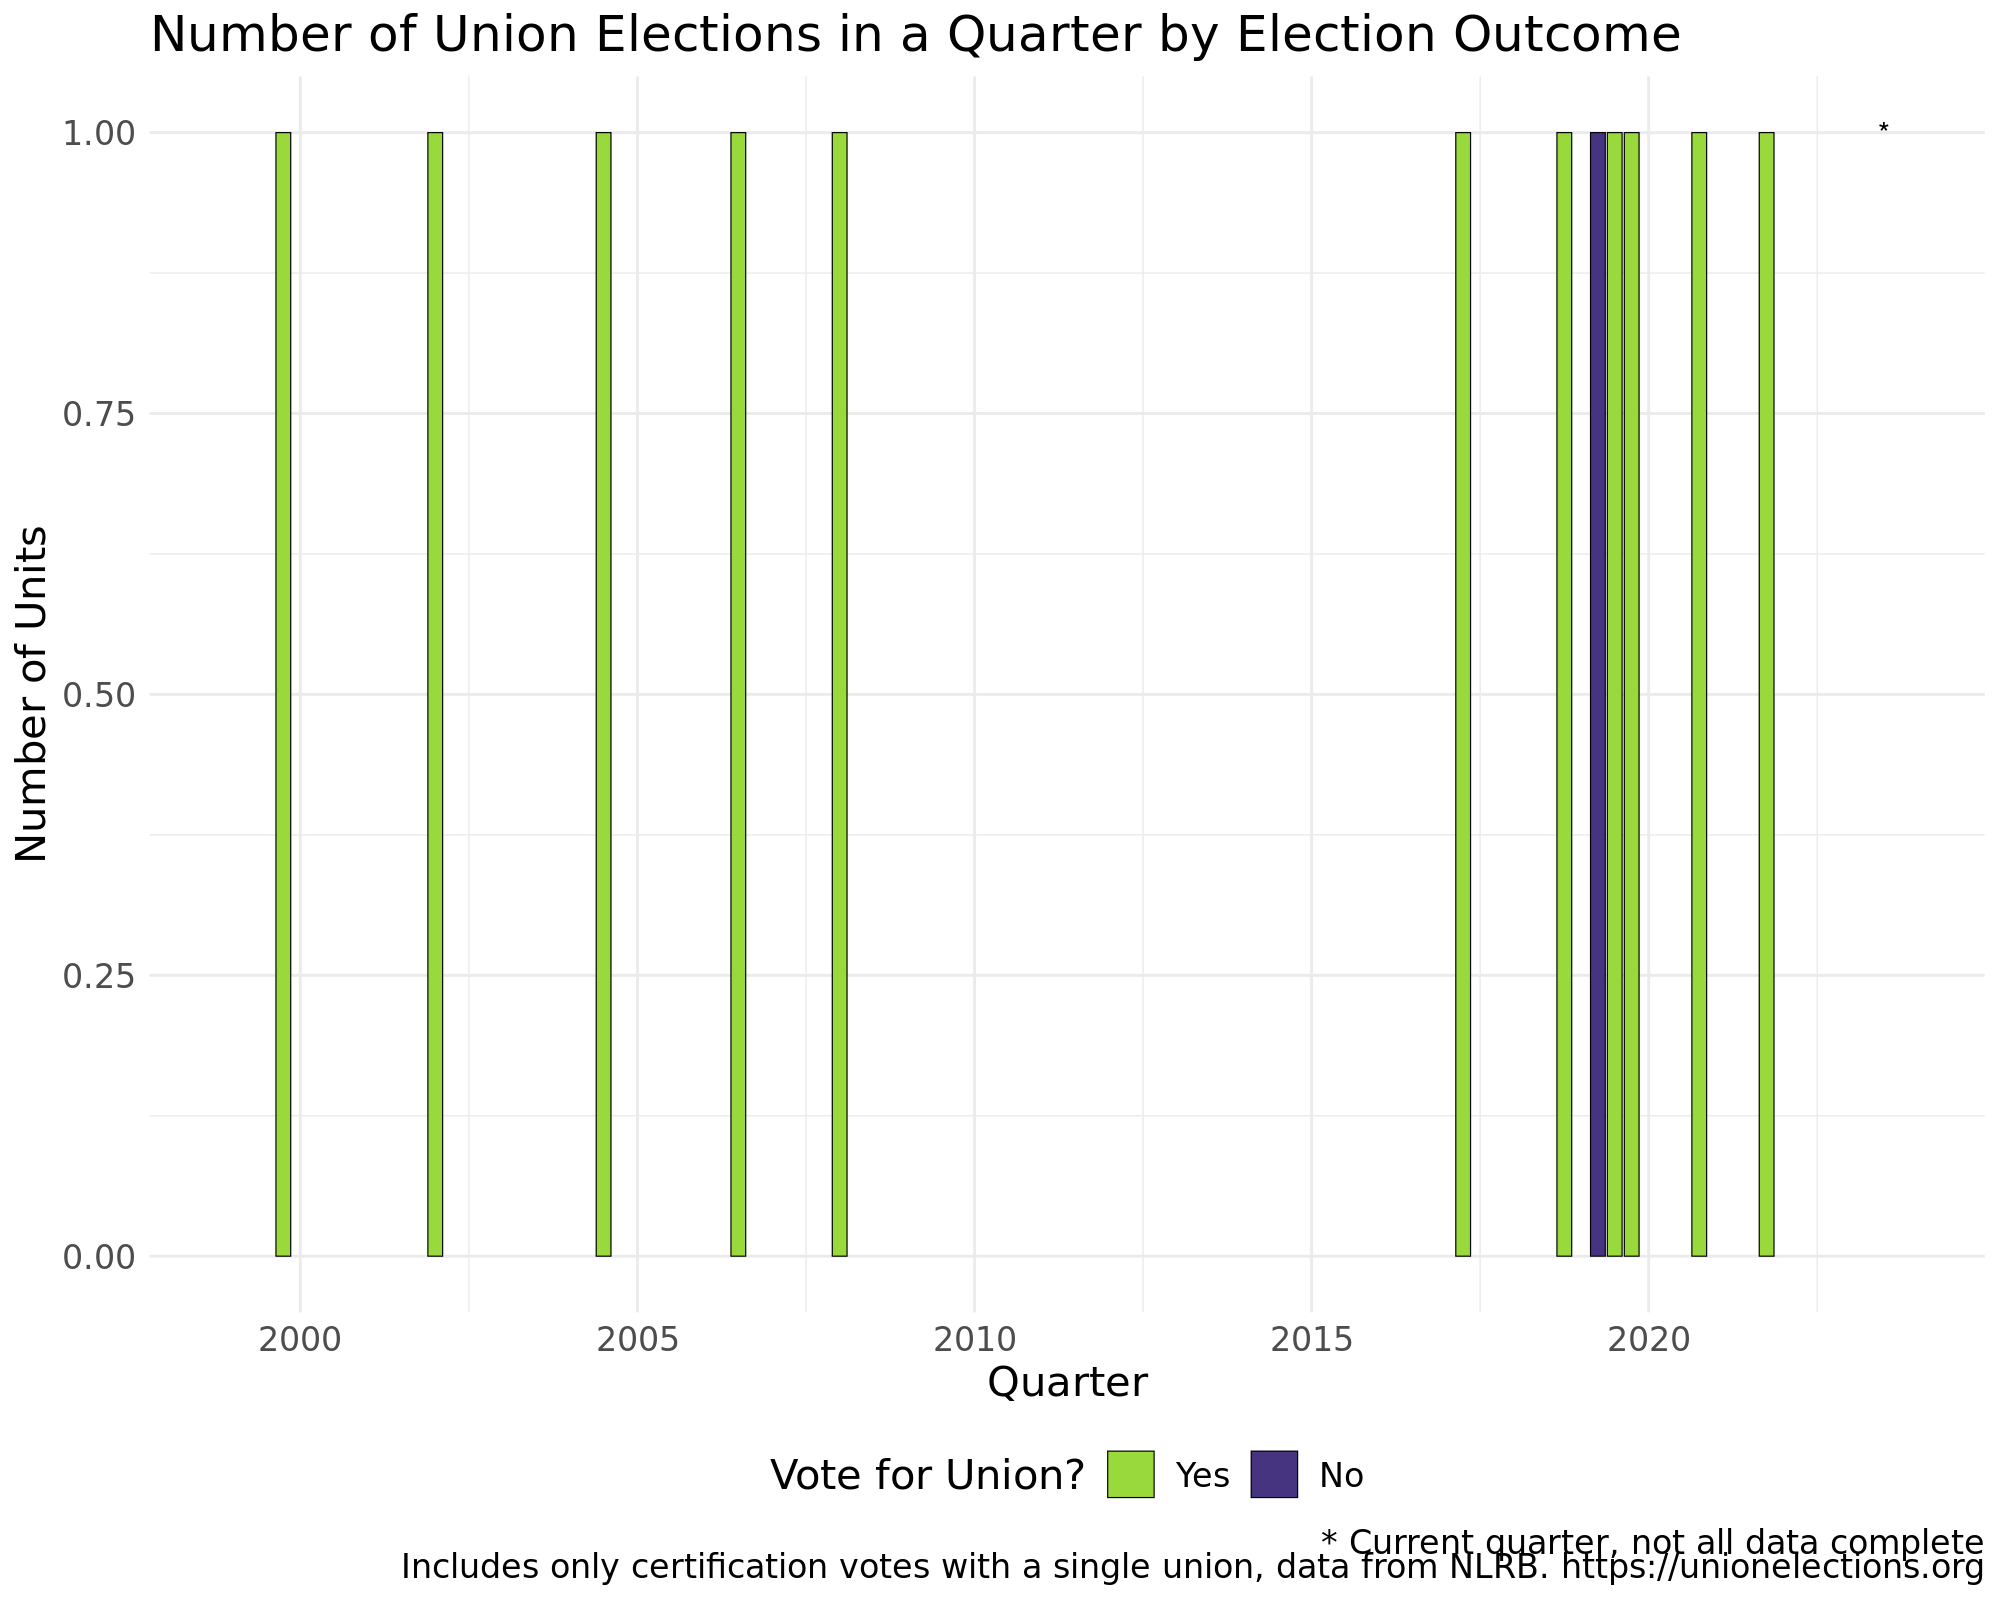 Number of Union Elections in a Quarter by Election Outcome
*
1.00
0.75
0.50
0.25
0.00
Number of Units
2000 2005 2010 2015 2020
Quarter
Vote for Union? Yes No
* Current quarter, not all data complete
Includes only certification votes with a single union, data from NLRB. https://unionelections.org